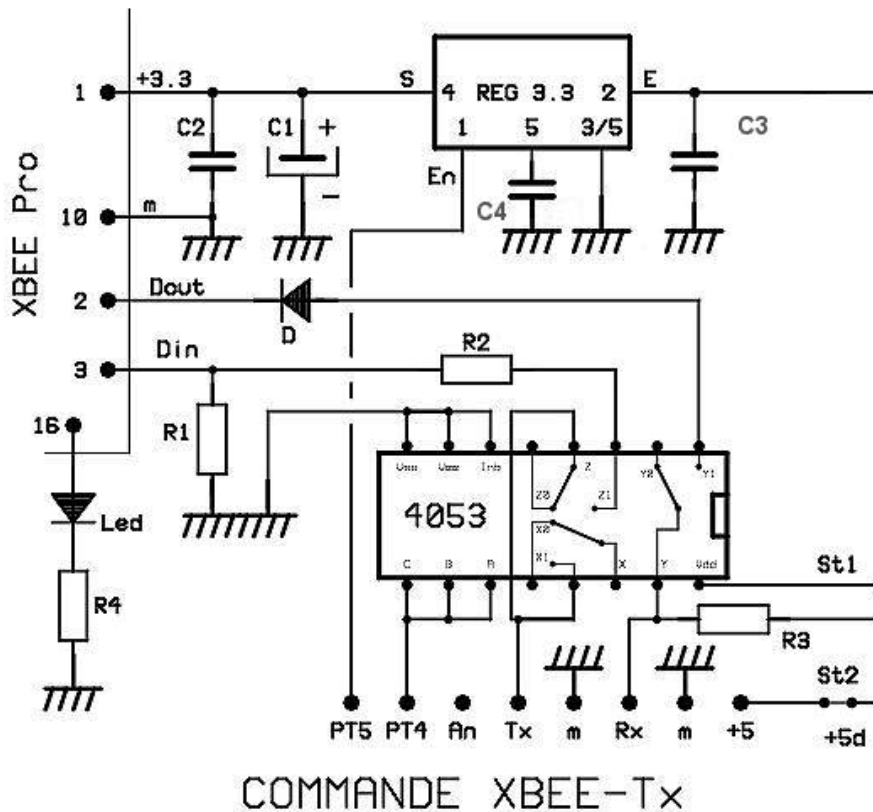 +3.3
S
E
1
4 REG 3.3 2
1 5 3/5
C2
C1 +
-
C3
En
C4
m
10
XBEE Pro
2
Dout
D
Din
3
R2
R1
16
Vss
Inh
Z
Y0
Y1
Z0
Z1
X0
X1
4053
C B A
X
Y
Vdd
Led
R4
St1
R3
St2
PT5 PT4 An Tx m Rx m +5 +5d
COMMANDE XBEE-Tx